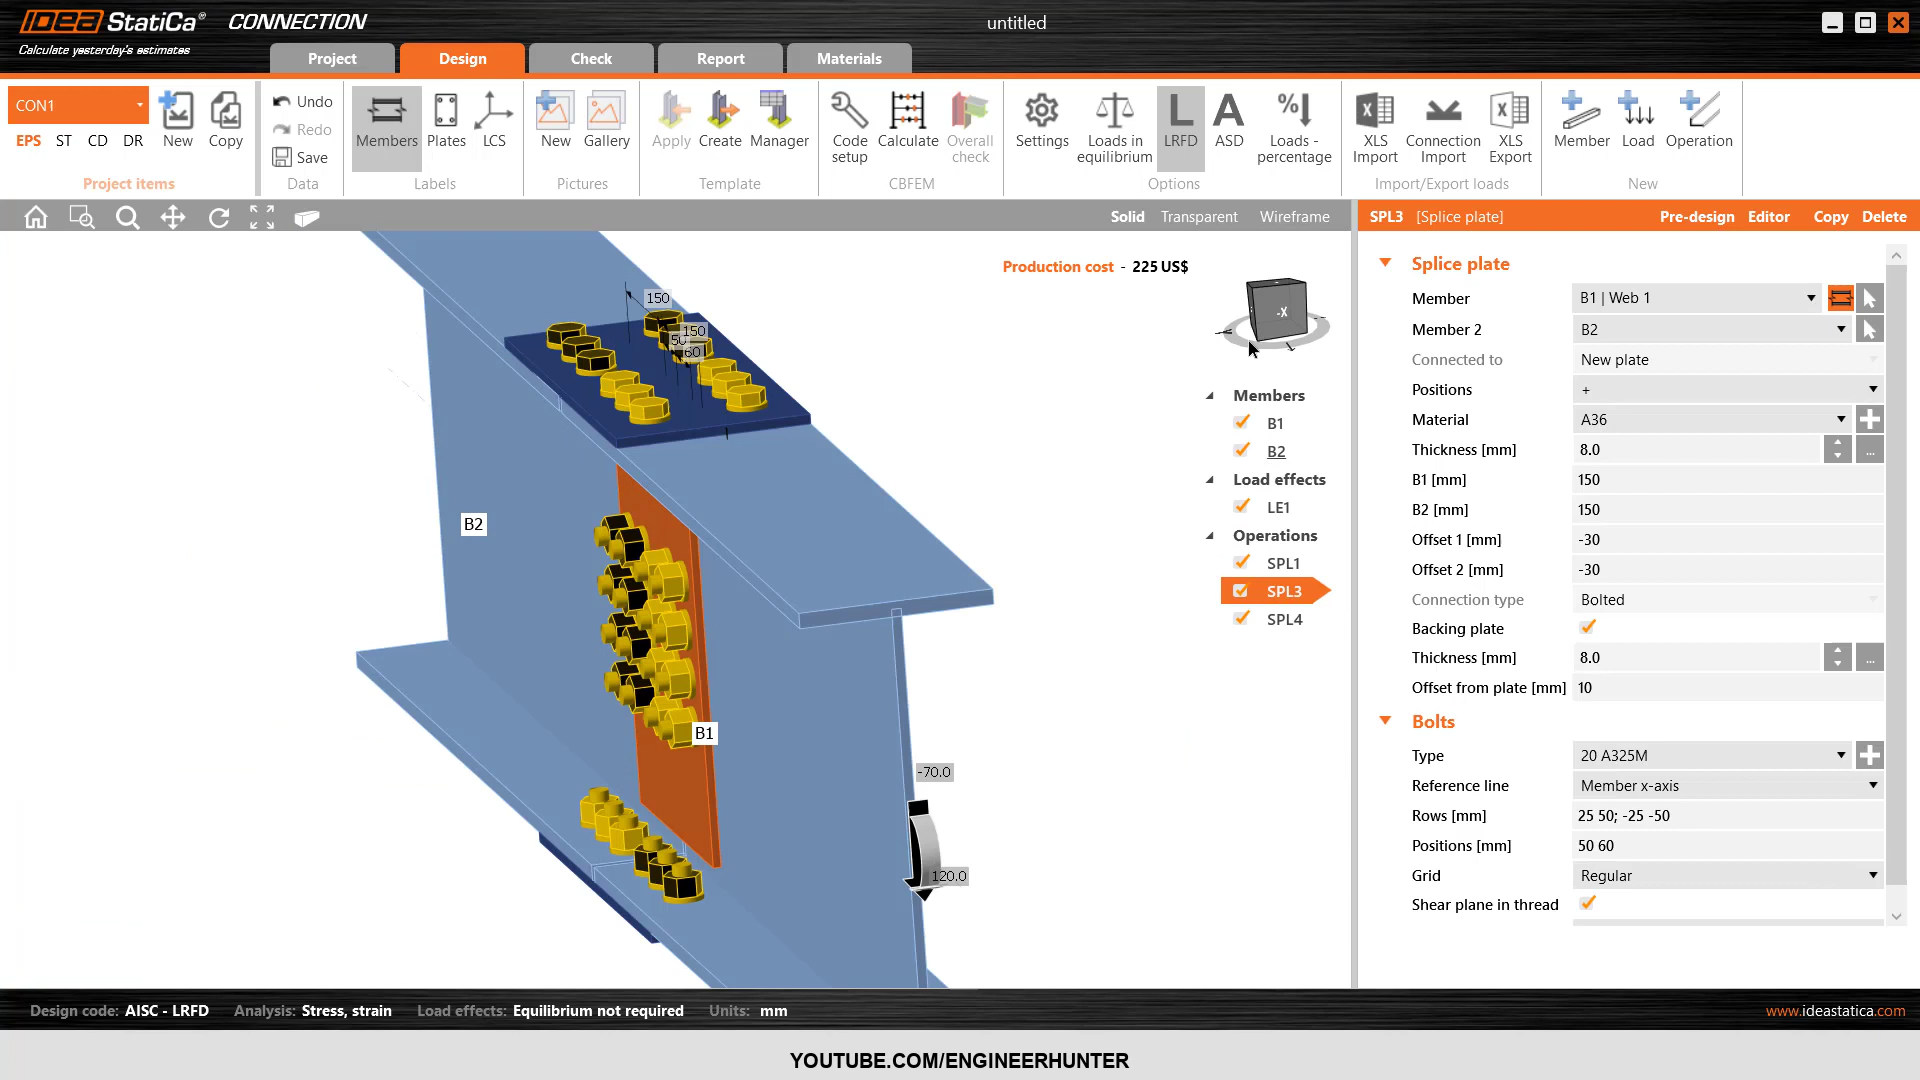 IDEA StatiCa® CONNECTION
Calculate yesterday's estimates
untitled
Project
Design
Check
Report
Materials
CON1
EPS ST CD DR
New
Copy
Project items
Undo
Redo
Save
Data
Members
Plates
LCS
Labels
New
Gallery
Pictures
Apply
Create
Manager
Template
Code setup
Calculate
Overall check
CBFEM
Settings
Loads in equilibrium
L
LRFD
A
ASD
%
Loads - percentage
Options
XLS Import
Connection Import
XLS Export
Import/Export loads
Member
Load
Operation
New
Solid Transparent Wireframe
SPL3 [Splice plate] Pre-design Editor Copy Delete
Production cost - 225 US$
-X
150
150
50
60
B2
B1
-70.0
120.0
Members
B1
B2
Load effects
LE1
Operations
SPL1
SPL3
SPL4
Splice plate
Member B1 | Web 1
Member 2 B2
Connected to New plate
Positions +
Material A36
Thickness [mm] 8.0 ...
B1 [mm] 150
B2 [mm] 150
Offset 1 [mm] -30
Offset 2 [mm] -30
Connection type Bolted
Backing plate
Thickness [mm] 8.0 ...
Offset from plate [mm] 10
Bolts
Type 20 A325M
Reference line Member x-axis
Rows [mm] 25 50; -25 -50
Positions [mm] 50 60
Grid Regular
Shear plane in thread
Design code: AISC - LRFD Analysis: Stress, strain Load effects: Equilibrium not required Units: mm
www.ideastatica.com
YOUTUBE.COM/ENGINEERHUNTER